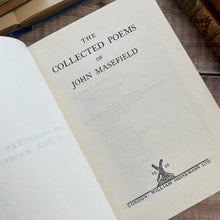 THE
COLLECTED POEMS
OF
JOHN MASEFIELD
LONDON: WILLIAM HEINEMANN LTD